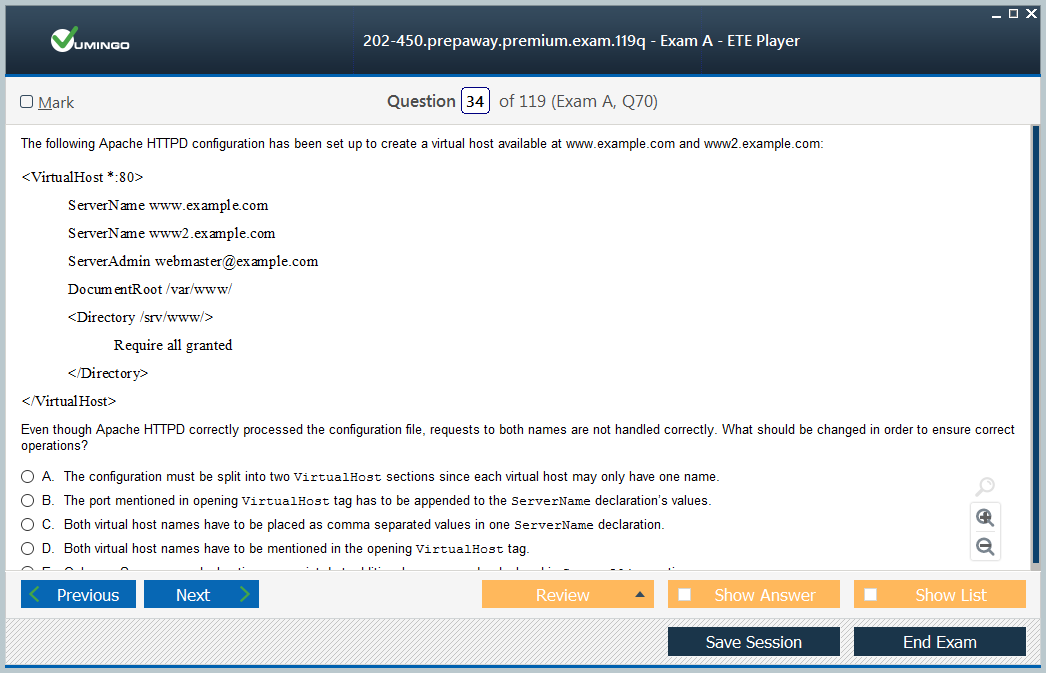 VUMINGO
202-450.prepaway.premium.exam.119q - Exam A - ETE Player
Mark
Question 34 of 119 (Exam A, Q70)
The following Apache HTTPD configuration has been set up to create a virtual host available at www.example.com and www2.example.com:
<VirtualHost *:80>
ServerName www.example.com
ServerName www2.example.com
ServerAdmin webmaster@example.com
DocumentRoot /var/www/
<Directory /srv/www/>
Require all granted
</Directory>
</VirtualHost>
Even though Apache HTTPD correctly processed the configuration file, requests to both names are not handled correctly. What should be changed in order to ensure correct
operations?
A. The configuration must be split into two VirtualHost sections since each virtual host may only have one name.
B. The port mentioned in opening VirtualHost tag has to be appended to the ServerName declaration's values.
C. Both virtual host names have to be placed as comma separated values in one ServerName declaration.
D. Both virtual host names have to be mentioned in the opening VirtualHost tag.
Previous
Next
Review
Show Answer
Show List
Save Session
End Exam